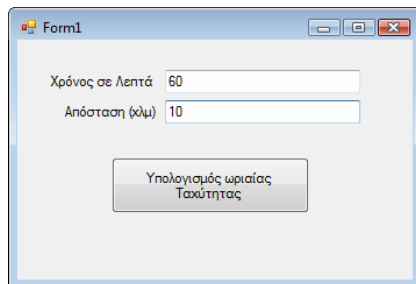 Form1
Χρόνος σε Λεπτά 60
Απόσταση (χλμ) 10
Υπολογισμός ωριαίας
Ταχύτητας